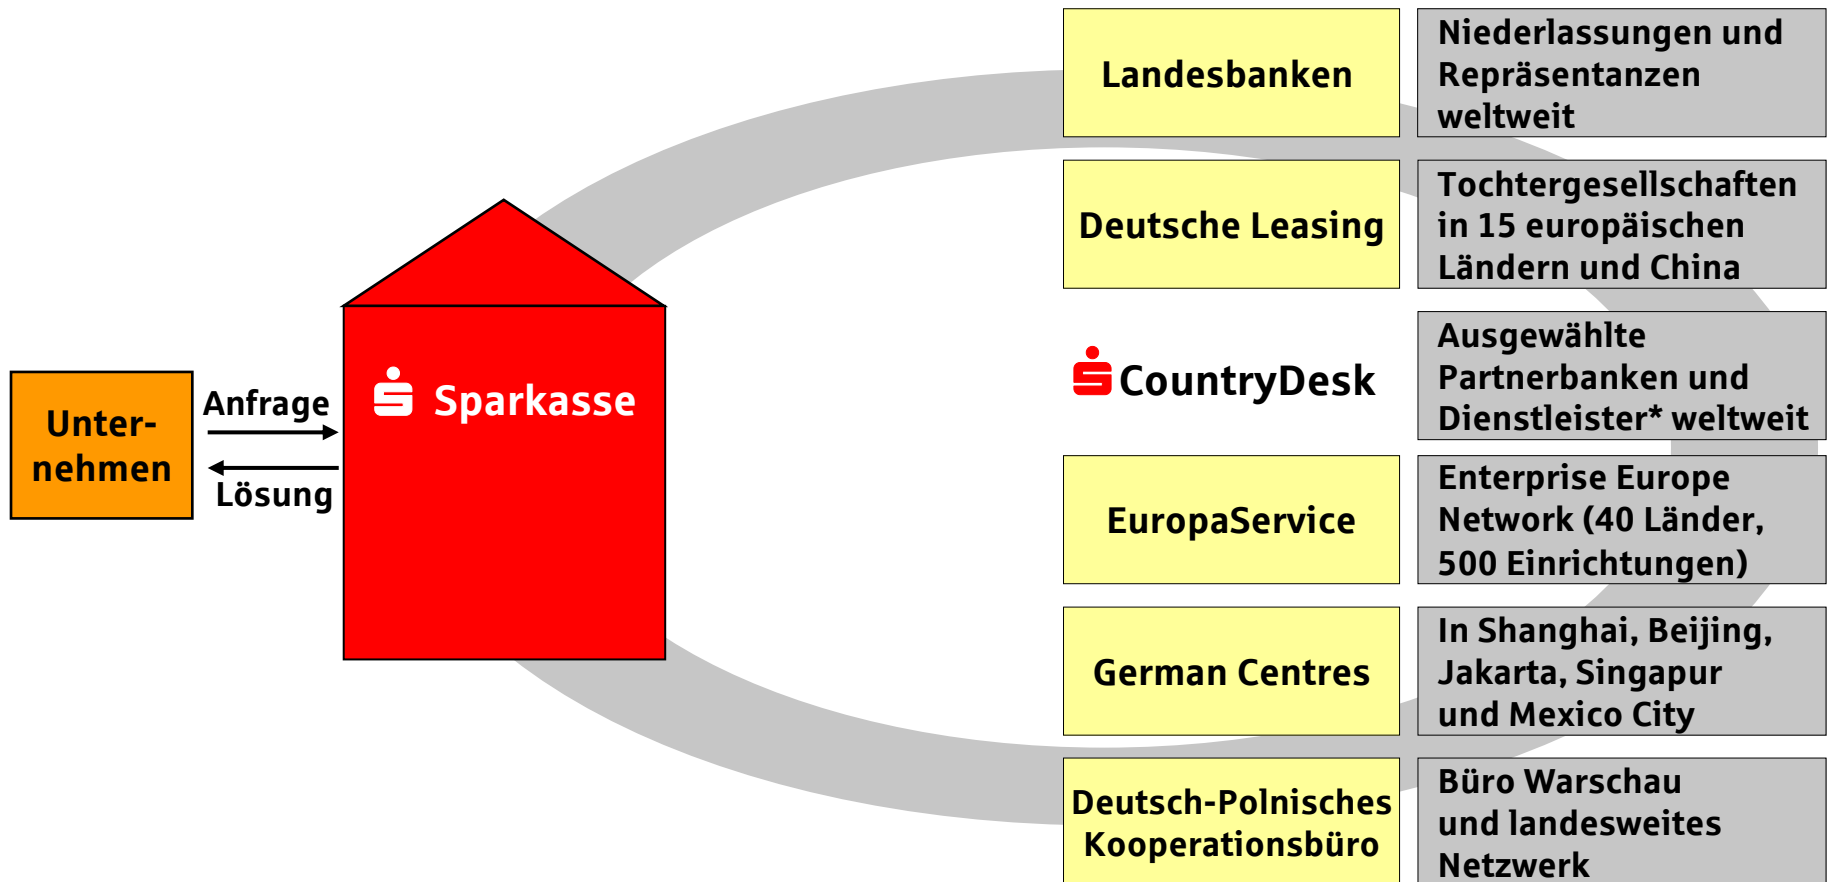 Unter-
nehmen
Anfrage
Lösung
Sparkasse
Landesbanken
Niederlassungen und
Repräsentanzen
weltweit
Deutsche Leasing
Tochtergesellschaften
in 15 europäischen
Ländern und China
CountryDesk
Ausgewählte
Partnerbanken und
Dienstleister* weltweit
EuropaService
Enterprise Europe
Network (40 Länder,
500 Einrichtungen)
German Centres
In Shanghai, Beijing,
Jakarta, Singapur
und Mexico City
Deutsch-Polnisches
Kooperationsbüro
Büro Warschau
und landesweites
Netzwerk